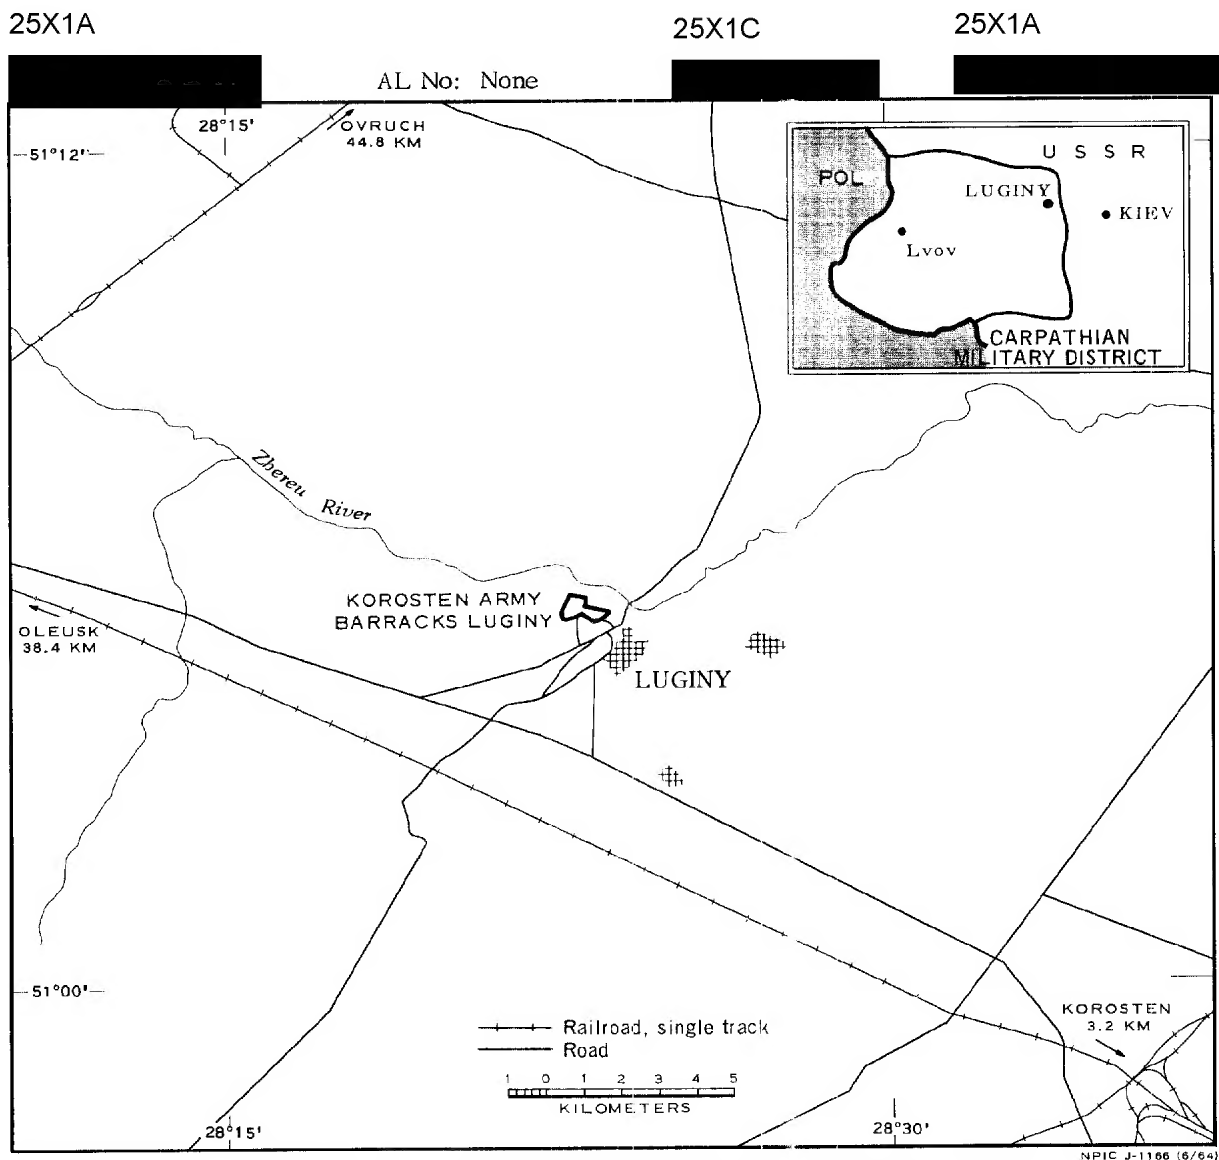 25X1A
25X1C
25X1A
AL No: None
28°15'
OVRUCH
44.8 KM
51°12'
U S S R
POL
LUGINY
KIEV
Lvov
CARPATHIAN
MILITARY DISTRICT
Zhereu River
KOROSTEN ARMY
BARRACKS LUGINY
OLEUSK
38.4 KM
LUGINY
51°00'
KOROSTEN
3.2 KM
Railroad, single track
Road
1 0 1 2 3 4 5
KILOMETERS
28°15'
28°30'
NPIC J-1166 (6/64)